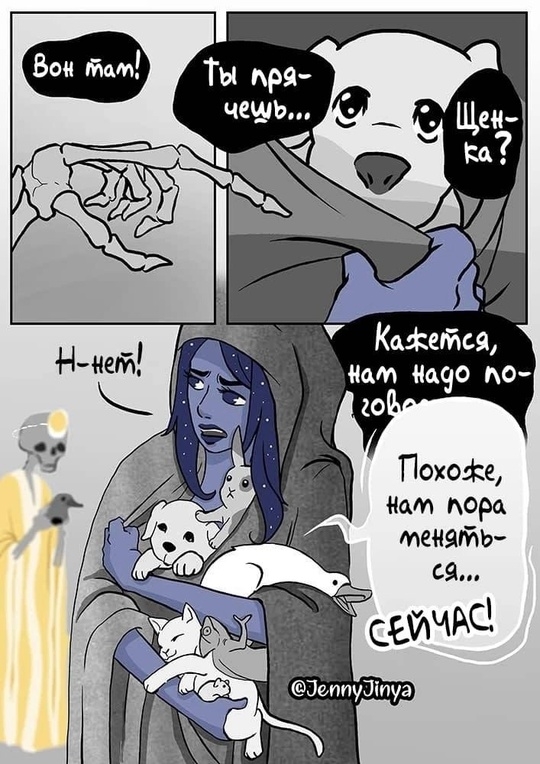 Вон там!
Ты пря-
чешь...
Щен-
ка?
Н-нет!
Кажется,
нам надо по-
Похоже,
нам пора
менять-
ся...
СЕЙЧАС!
@JennyJinya